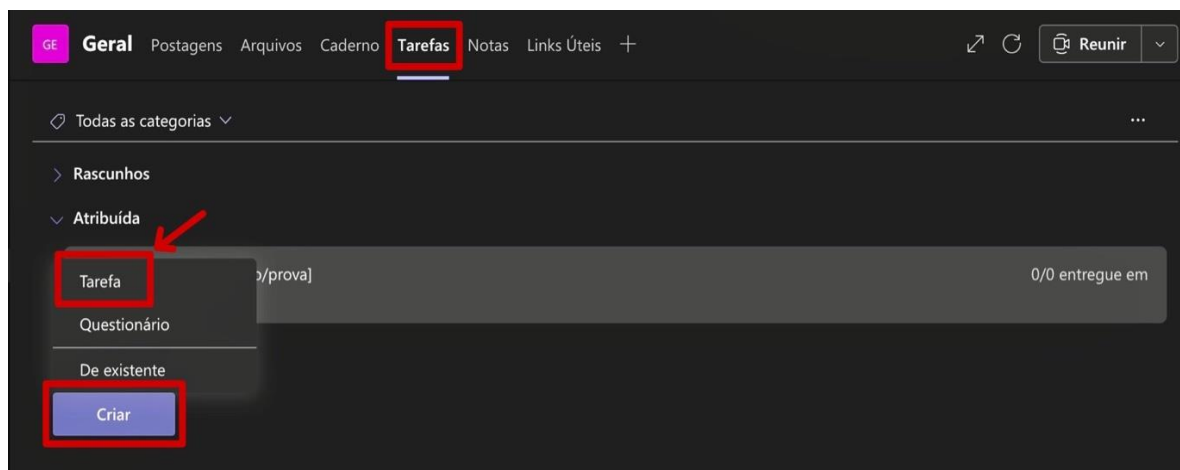 GE Geral Postagens Arquivos Caderno Tarefas Notas Links Úteis Reunir
Todas as categorias
...
Rascunhos
Atribuída
Tarefa
o/prova] 0/0 entregue em
Questionário
De existente
Criar